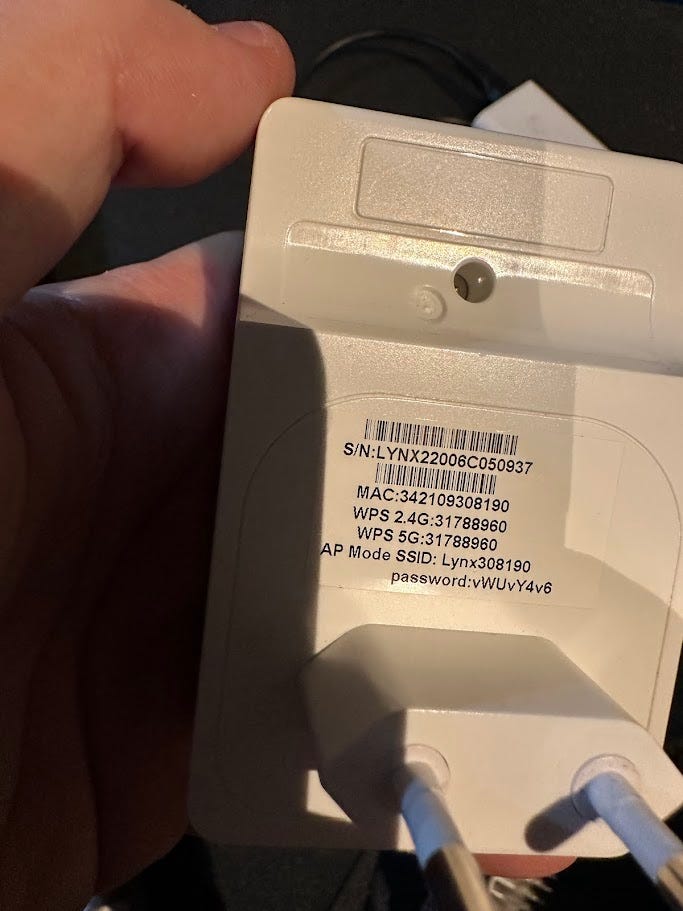 S/N:LYNX22006C050937
MAC:342109308190
WPS 2.4G:31788960
WPS 5G:31788960
AP Mode SSID: Lynx308190
password:vWUvY4v6